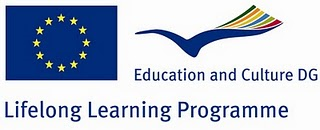 Education and Culture DG
Lifelong Learning Programme